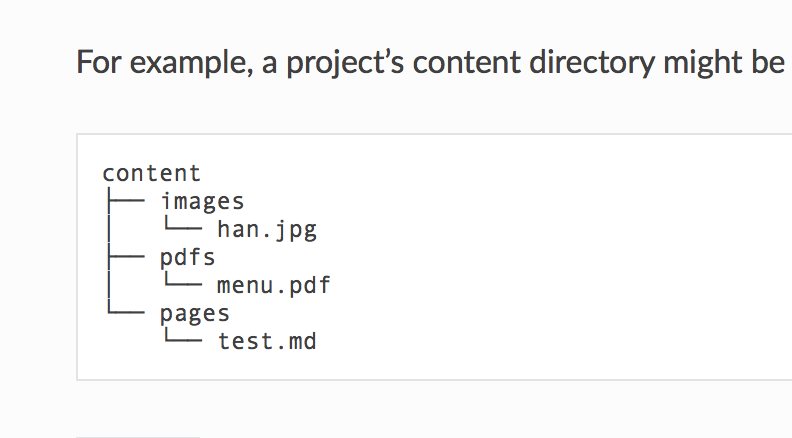 For example, a project’s content directory might be
content
├── images
│   └── han.jpg
├── pdfs
│   └── menu.pdf
└── pages
    └── test.md